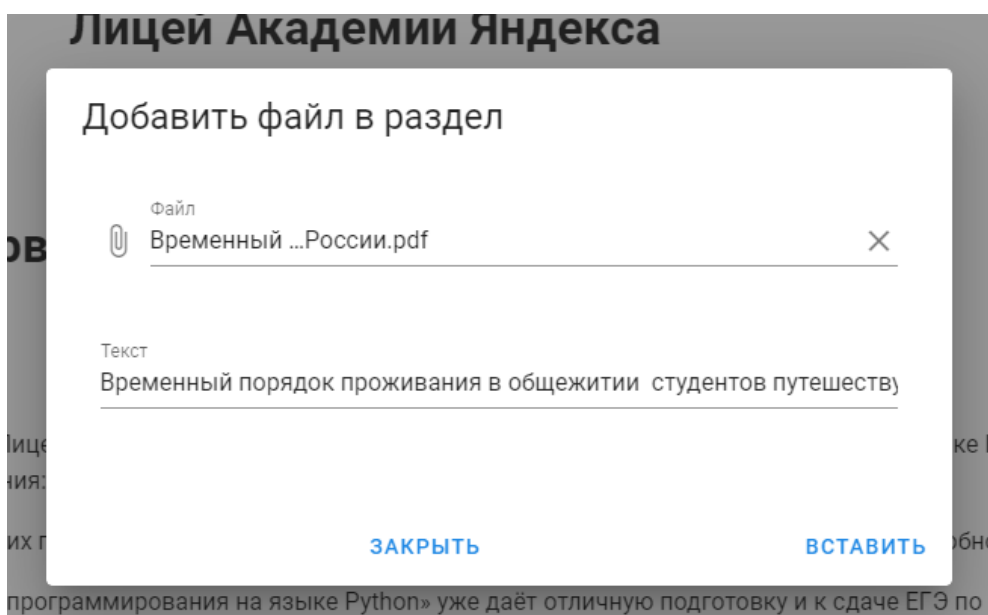 Лицей Академии Яндекса
Добавить файл в раздел
Файл
Временный ...России.pdf
Текст
Временный порядок проживания в общежитии  студентов путешеству
ЗАКРЫТЬ
ВСТАВИТЬ
программирования на языке Python» уже даёт отличную подготовку и к сдаче ЕГЭ по